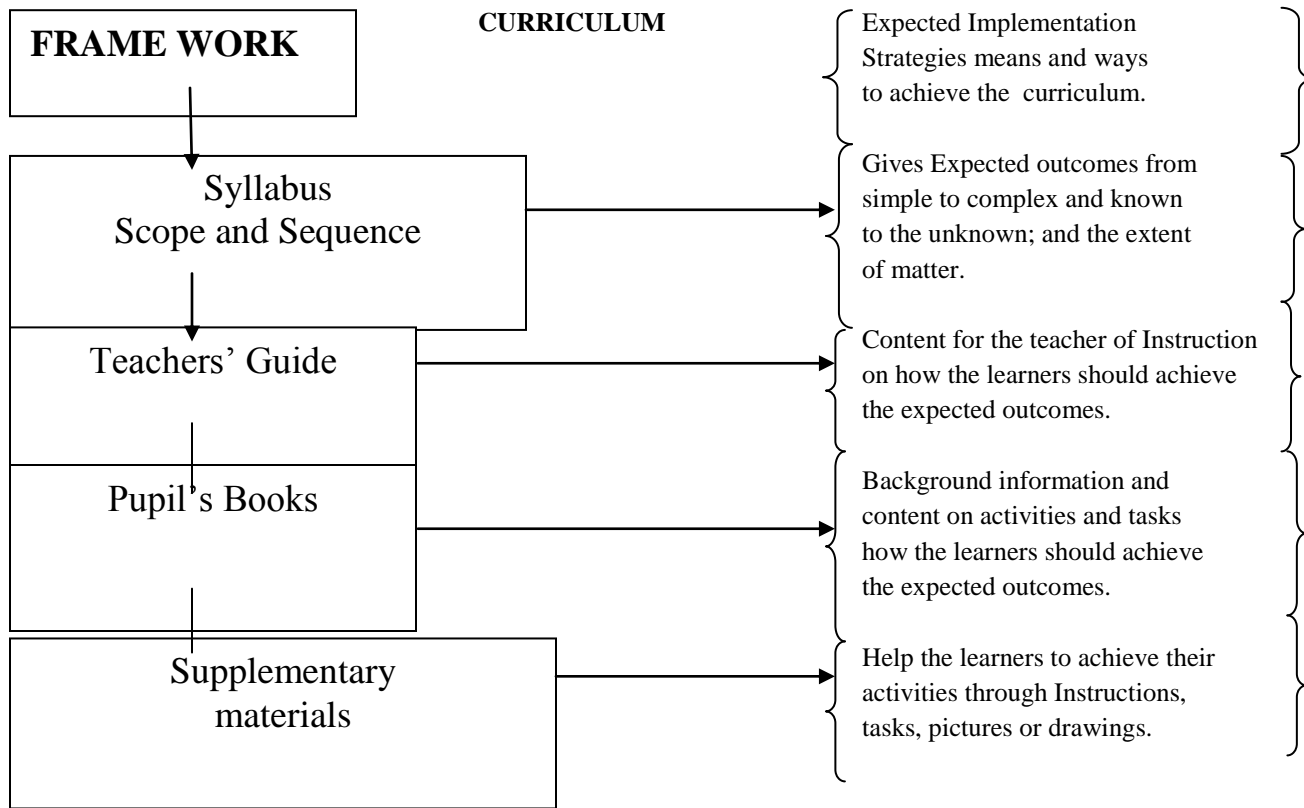 CURRICULUM
FRAME WORK
Expected Implementation
Strategies means and ways
to achieve the curriculum.
Syllabus
Scope and Sequence
Gives Expected outcomes from
simple to complex and known
to the unknown; and the extent
of matter.
Teachers’ Guide
Content for the teacher of Instruction
on how the learners should achieve
the expected outcomes.
Pupil’s Books
Background information and
content on activities and tasks
how the learners should achieve
the expected outcomes.
Supplementary
materials
Help the learners to achieve their
activities through Instructions,
tasks, pictures or drawings.